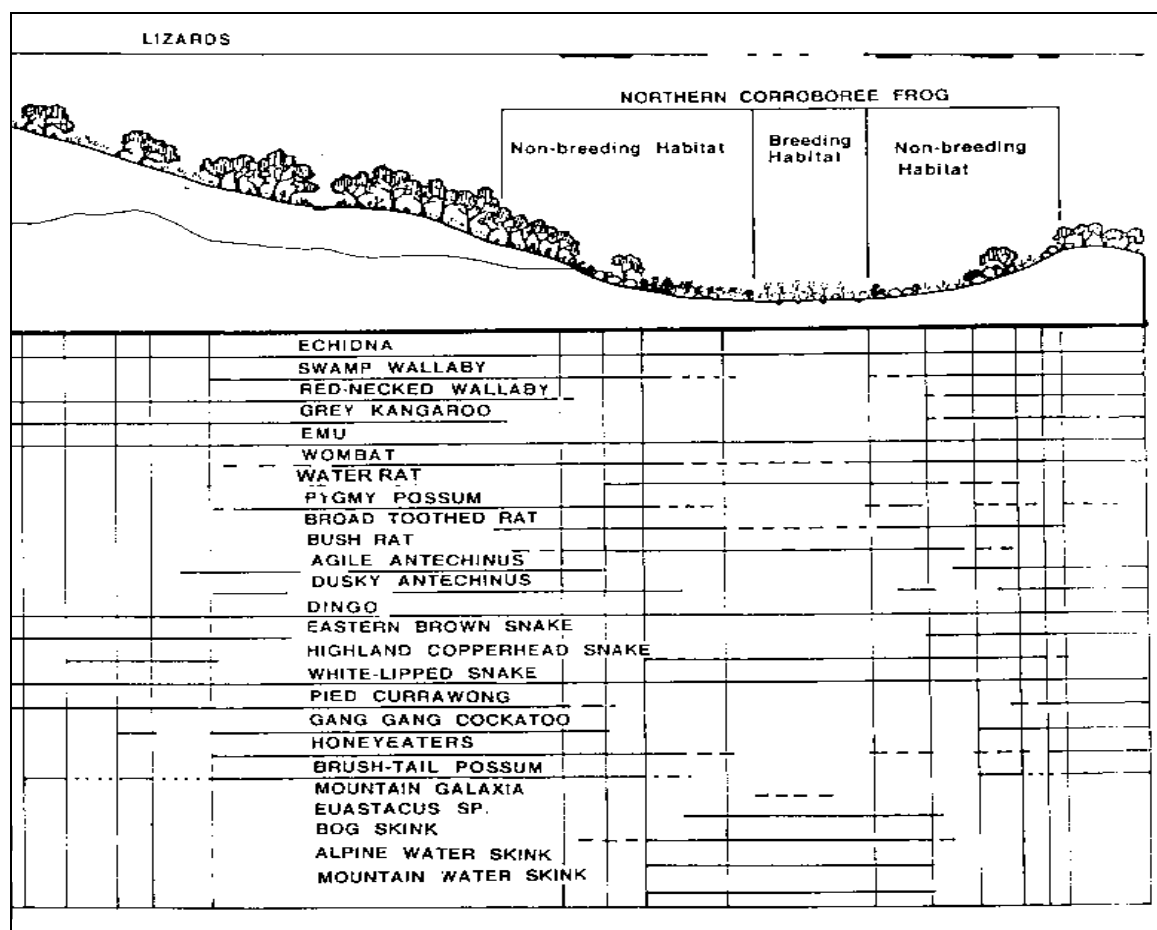 LIZARDS
NORTHERN CORROBOREE FROG
Non-breeding Habitat
Breeding
Habitat
Non-breeding
Habitat
ECHIDNA
SWAMP WALLABY
RED-NECKED WALLABY
GREY KANGAROO
EMU
WOMBAT
WATER RAT
PYGMY POSSUM
BROAD TOOTHED RAT
BUSH RAT
AGILE ANTECHINUS
DUSKY ANTECHINUS
DINGO
EASTERN BROWN SNAKE
HIGHLAND COPPERHEAD SNAKE
WHITE-LIPPED SNAKE
PIED CURRAWONG
GANG GANG COCKATOO
HONEYEATERS
BRUSH-TAIL POSSUM
MOUNTAIN GALAXIA
EUASTACUS SP.
BOG SKINK
ALPINE WATER SKINK
MOUNTAIN WATER SKINK